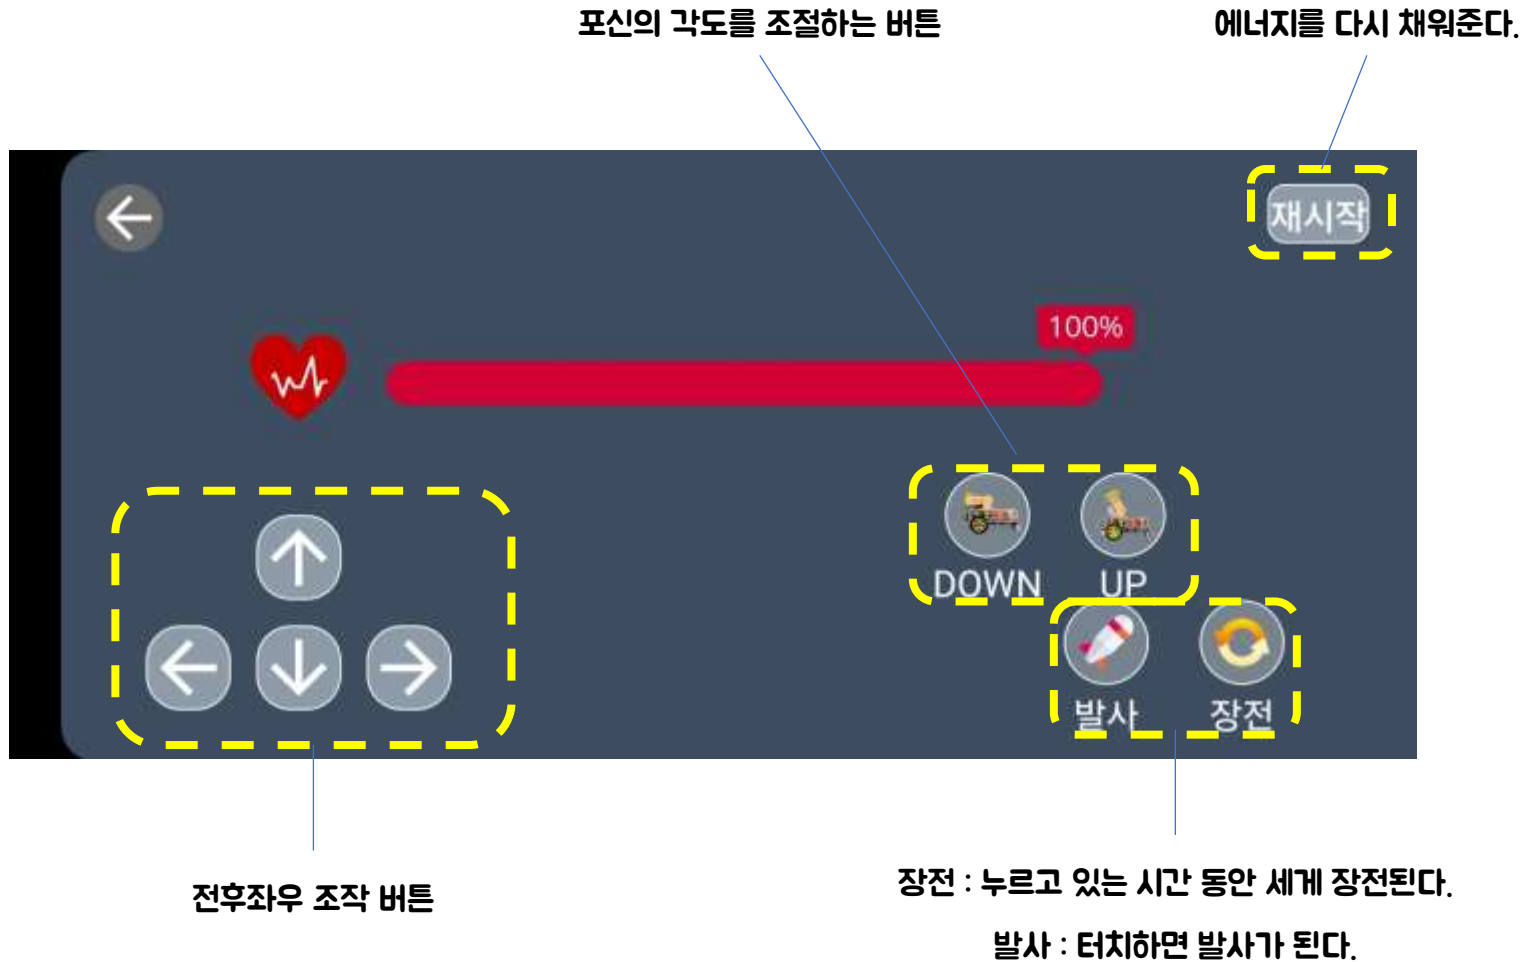 포신의 각도를 조절하는 버튼
에너지를 다시 채워준다.
재시작
100%
DOWN
UP
발사
장전
전후좌우 조작 버튼
장전 : 누르고 있는 시간 동안 세게 장전된다.
발사 : 터치하면 발사가 된다.